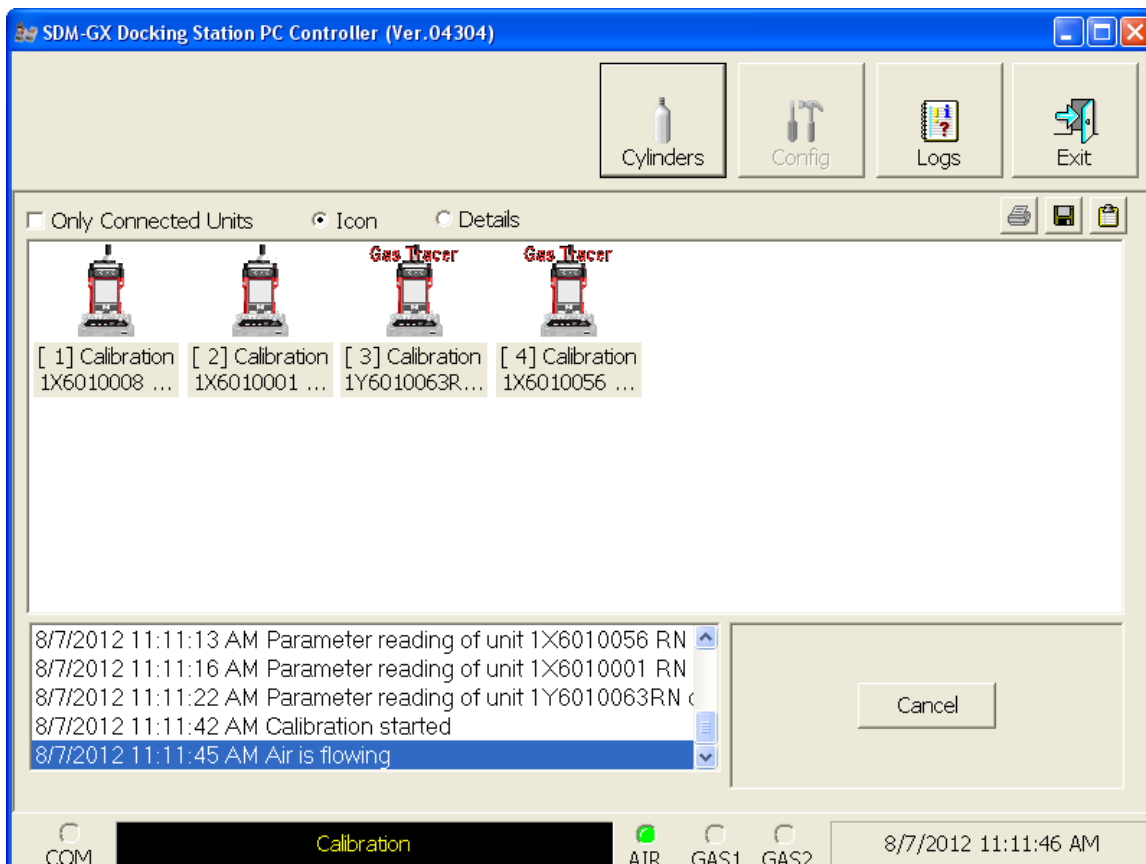 SDM-GX Docking Station PC Controller (Ver.04304)
Cylinders
Config
Logs
Exit
Only Connected Units
Icon
Details
Gas Tracer
Gas Tracer
[ 1] Calibration
1X6010008 ...
[ 2] Calibration
1X6010001 ...
[ 3] Calibration
1Y6010063R...
[ 4] Calibration
1X6010056 ...
8/7/2012 11:11:13 AM Parameter reading of unit 1X6010056 RN
8/7/2012 11:11:16 AM Parameter reading of unit 1X6010001 RN
8/7/2012 11:11:22 AM Parameter reading of unit 1Y6010063RN
8/7/2012 11:11:42 AM Calibration started
8/7/2012 11:11:45 AM Air is flowing
Cancel
COM
Calibration
AIR
GAS1
GAS2
8/7/2012 11:11:46 AM